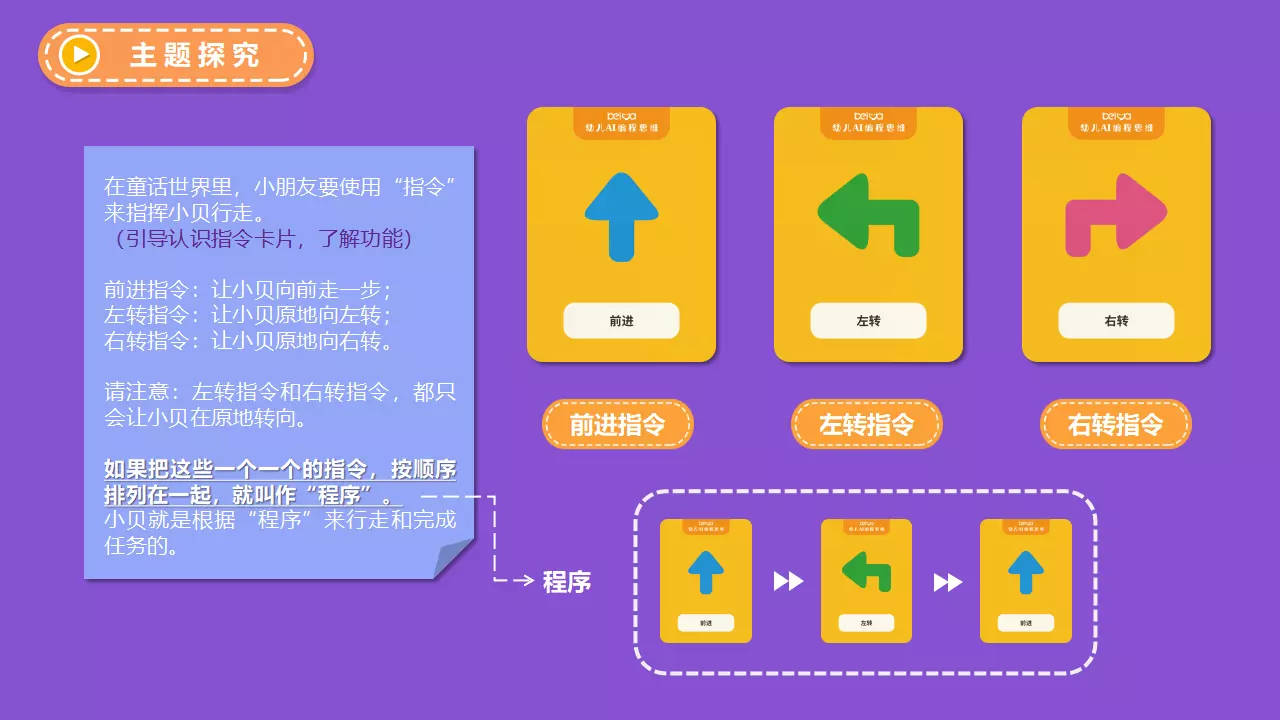 主题探究
在童话世界里，小朋友要使用“指令”
来指挥小贝行走。
（引导认识指令卡片，了解功能）
前进指令：让小贝向前走一步；
左转指令：让小贝原地向左转；
右转指令：让小贝原地向右转。
请注意：左转指令和右转指令，都只
会让小贝在原地转向。
如果把这些一个一个的指令，按顺序
排列在一起，就叫作“程序”。
小贝就是根据“程序”来行走和完成
任务的。
beiua
幼儿AI编程思维
前进
beiua
幼儿AI编程思维
左转
beiua
幼儿AI编程思维
右转
前进指令
左转指令
右转指令
程序
beiua
幼儿AI编程思维
前进
beiua
幼儿AI编程思维
左转
beiua
幼儿AI编程思维
前进